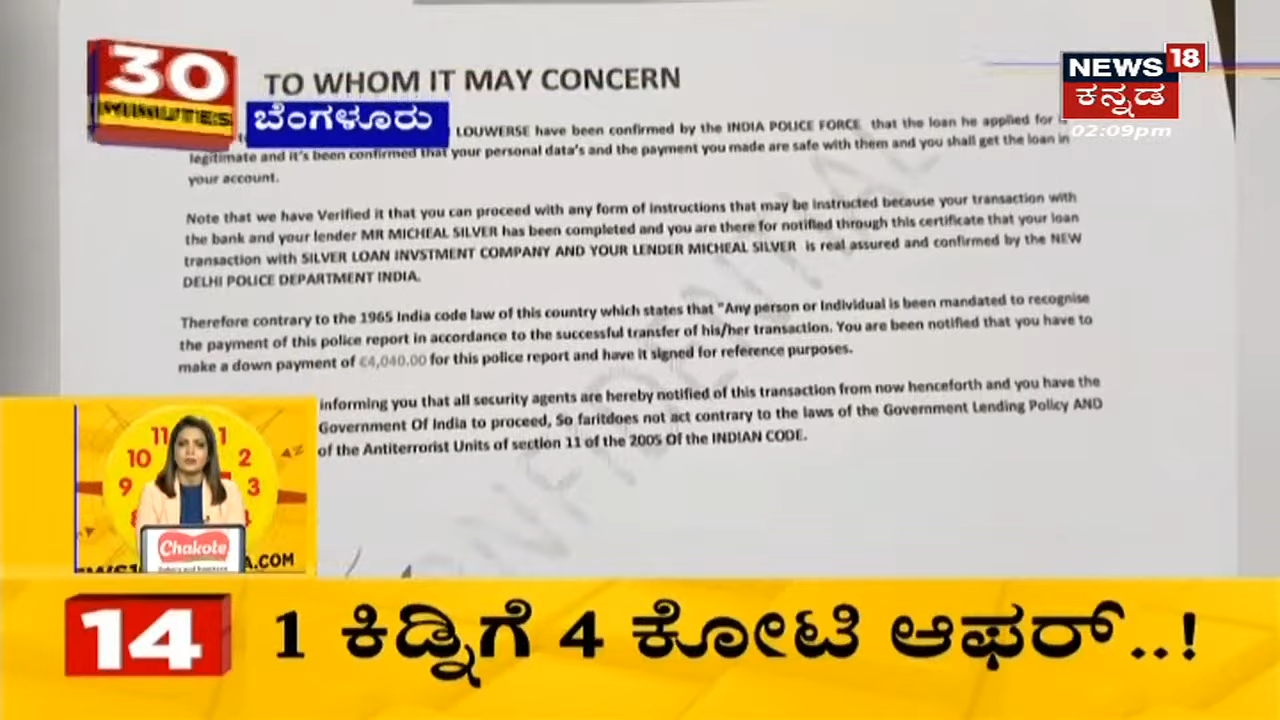 30
MINUTES
ಬೆಂಗಳೂರು
NEWS 18
ಕನ್ನಡ
02:09pm
TO WHOM IT MAY CONCERN
LOUWERSE have been confirmed by the INDIA POLICE FORCE that the loan he applied for is
legitimate and it's been confirmed that your personal data's and the payment you made are safe with them and you shall get the loan in
your account.
Note that we have Verified it that you can proceed with any form of instructions that may be instructed because your transaction with
the bank and your lender MR MICHEAL SILVER has been completed and you are there for notified through this certificate that your loan
transaction with SILVER LOAN INVSTMENT COMPANY AND YOUR LENDER MICHEAL SILVER is real assured and confirmed by the NEW
DELHI POLICE DEPARTMENT INDIA.
Therefore contrary to the 1965 India code law of this country which states that "Any person or Individual is been mandated to recognise
the payment of this police report in accordance to the successful transfer of his/her transaction. You are been notified that you have to
make a down payment of €4,040.00 for this police report and have it signed for reference purposes.
informing you that all security agents are hereby notified of this transaction from now henceforth and you have the
Government Of India to proceed, So faritdoes not act contrary to the laws of the Government Lending Policy AND
of the Antiterrorist Units of section 11 of the 2005 Of the INDIAN CODE.
CONFIDENTIAL
11 1
10 2
9 3
Chakote
A.COM
14
1 ಕಿಡ್ನಿಗೆ 4 ಕೋಟಿ ಆಫರ್..!